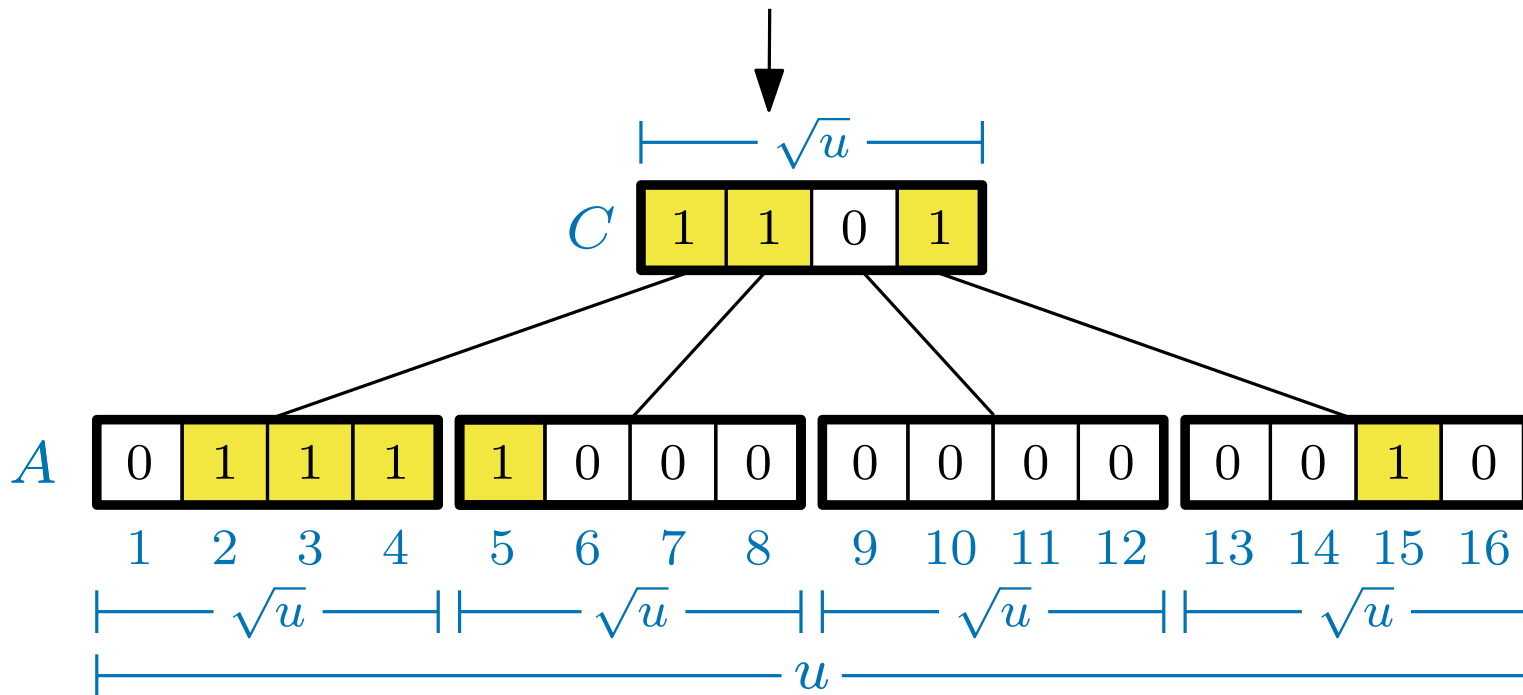 √u
C 1 1 0 1
A 0 1 1 1 1 0 0 0 0 0 0 0 0 0 1 0
1 2 3 4 5 6 7 8 9 10 11 12 13 14 15 16
√u √u √u √u
u